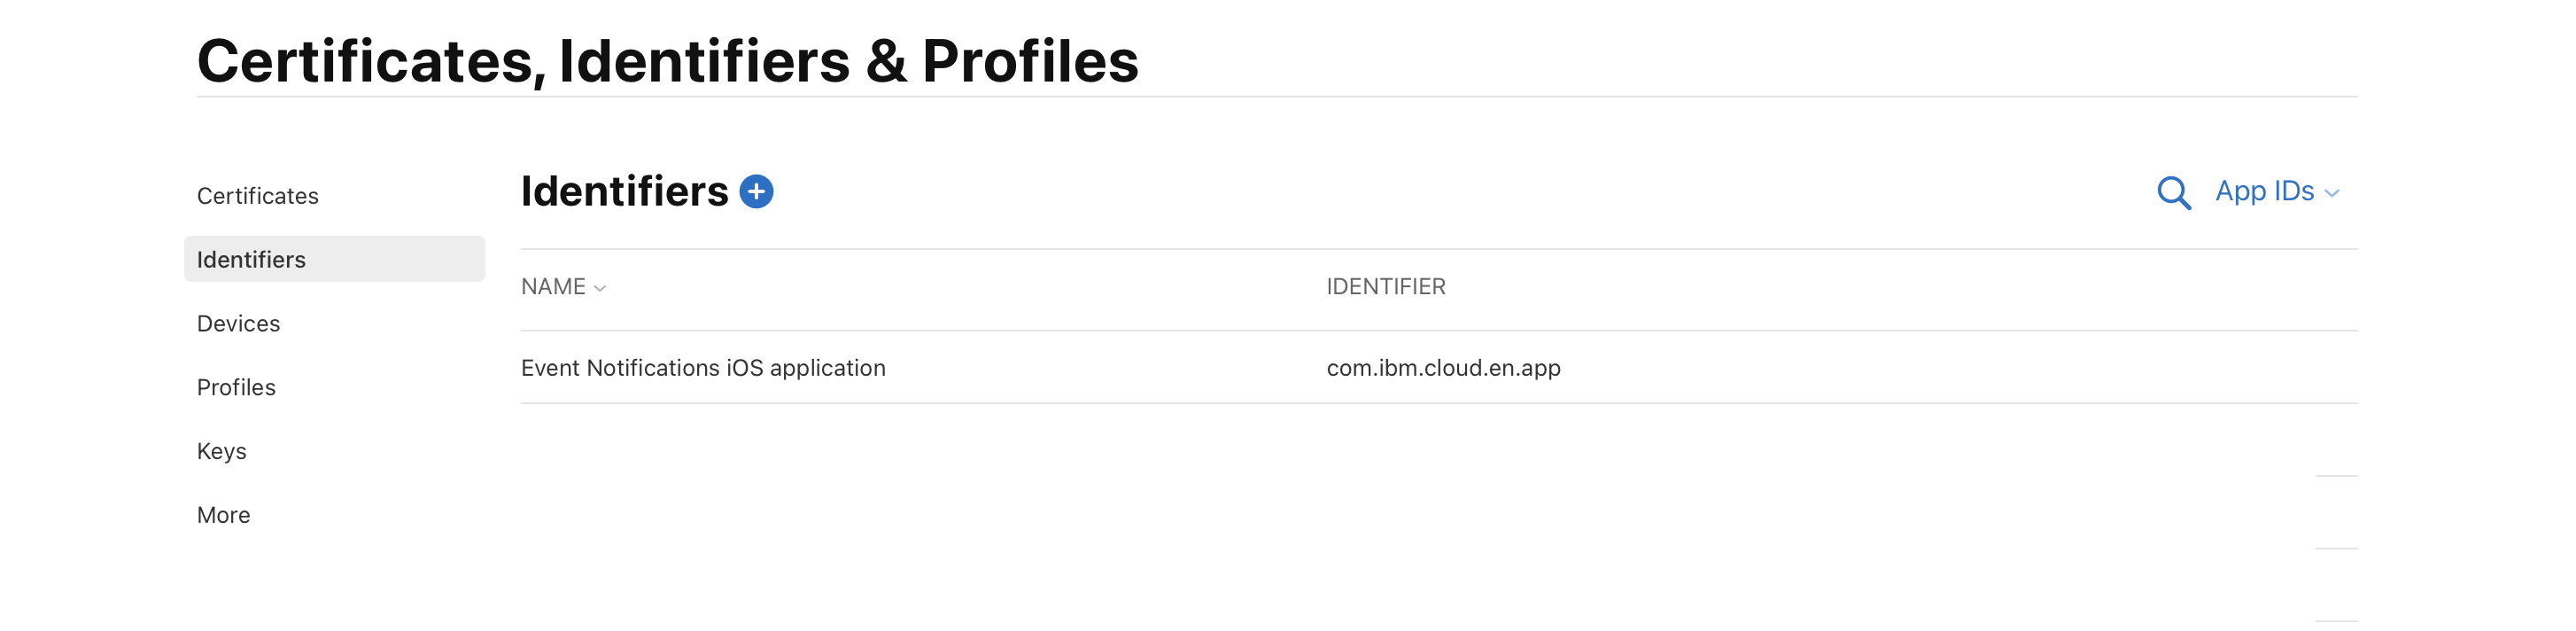 Certificates, Identifiers & Profiles
Certificates
Identifiers
Devices
Profiles
Keys
More
Identifiers
App IDs
NAME
IDENTIFIER
Event Notifications iOS application
com.ibm.cloud.en.app